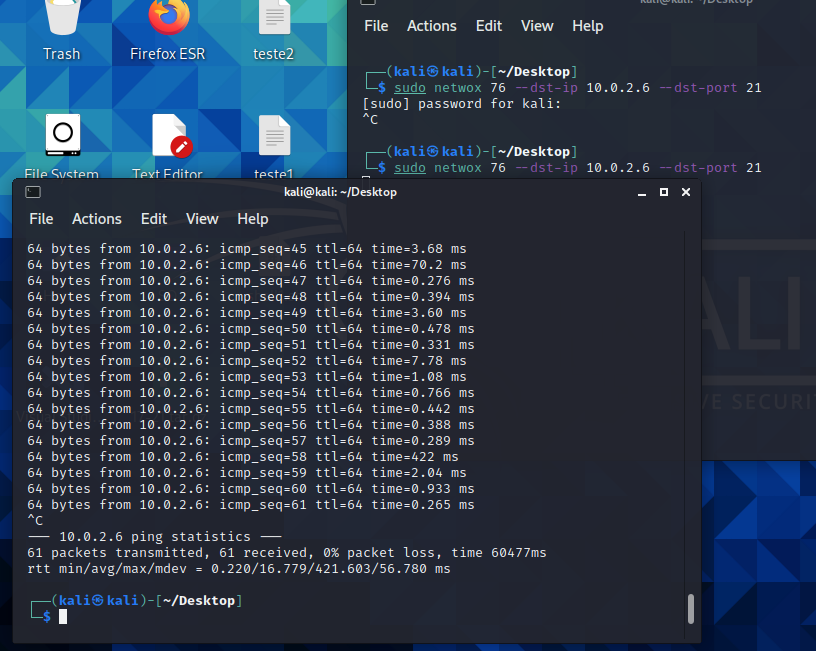 Trash
Firefox ESR
teste2
File System
Text Editor
teste1
kali@kali: ~/Desktop
File Actions Edit View Help
┌──(kali㉿kali)-[~/Desktop]
└─$ sudo netwox 76 --dst-ip 10.0.2.6 --dst-port 21
[sudo] password for kali:
^C
┌──(kali㉿kali)-[~/Desktop]
└─$ sudo netwox 76 --dst-ip 10.0.2.6 --dst-port 21
kali@kali: ~/Desktop
File Actions Edit View Help
64 bytes from 10.0.2.6: icmp_seq=45 ttl=64 time=3.68 ms
64 bytes from 10.0.2.6: icmp_seq=46 ttl=64 time=70.2 ms
64 bytes from 10.0.2.6: icmp_seq=47 ttl=64 time=0.276 ms
64 bytes from 10.0.2.6: icmp_seq=48 ttl=64 time=0.394 ms
64 bytes from 10.0.2.6: icmp_seq=49 ttl=64 time=3.60 ms
64 bytes from 10.0.2.6: icmp_seq=50 ttl=64 time=0.478 ms
64 bytes from 10.0.2.6: icmp_seq=51 ttl=64 time=0.331 ms
64 bytes from 10.0.2.6: icmp_seq=52 ttl=64 time=7.78 ms
64 bytes from 10.0.2.6: icmp_seq=53 ttl=64 time=1.08 ms
64 bytes from 10.0.2.6: icmp_seq=54 ttl=64 time=0.766 ms
64 bytes from 10.0.2.6: icmp_seq=55 ttl=64 time=0.442 ms
64 bytes from 10.0.2.6: icmp_seq=56 ttl=64 time=0.388 ms
64 bytes from 10.0.2.6: icmp_seq=57 ttl=64 time=0.289 ms
64 bytes from 10.0.2.6: icmp_seq=58 ttl=64 time=422 ms
64 bytes from 10.0.2.6: icmp_seq=59 ttl=64 time=2.04 ms
64 bytes from 10.0.2.6: icmp_seq=60 ttl=64 time=0.933 ms
64 bytes from 10.0.2.6: icmp_seq=61 ttl=64 time=0.265 ms
^C
--- 10.0.2.6 ping statistics ---
61 packets transmitted, 61 received, 0% packet loss, time 60477ms
rtt min/avg/max/mdev = 0.220/16.779/421.603/56.780 ms
┌──(kali㉿kali)-[~/Desktop]
└─$
ALI
VE SECURI